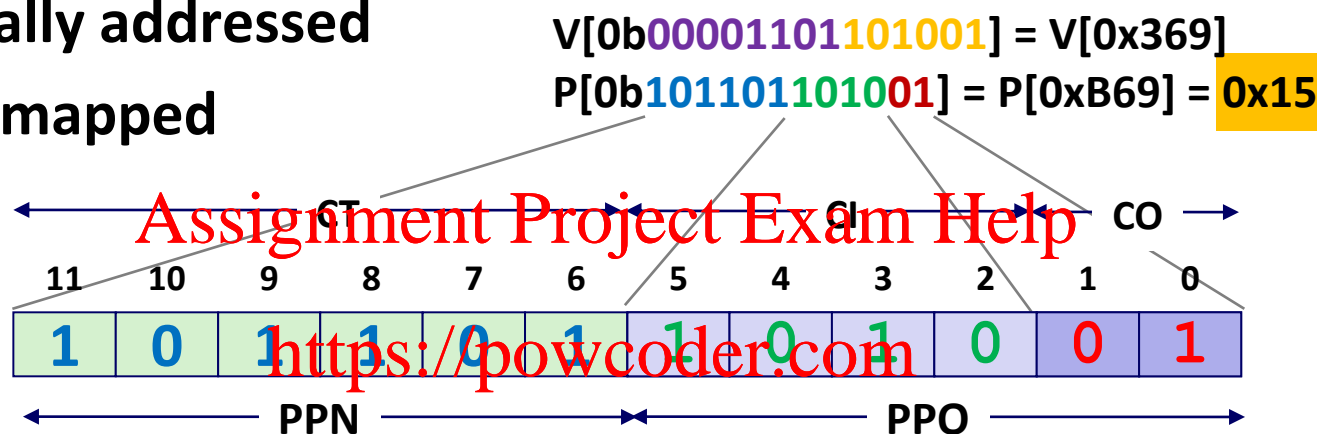 ally addressed
V[0b00001101101001] = V[0x369]
mapped
P[0b101101101001] = P[0xB69] = 0x15
CT CI CO
Assignment Project Exam Help
11 10 9 8 7 6 5 4 3 2 1 0
1 0 1 1 0 1 1 0 1 0 0 1
https://powcoder.com
PPN PPO